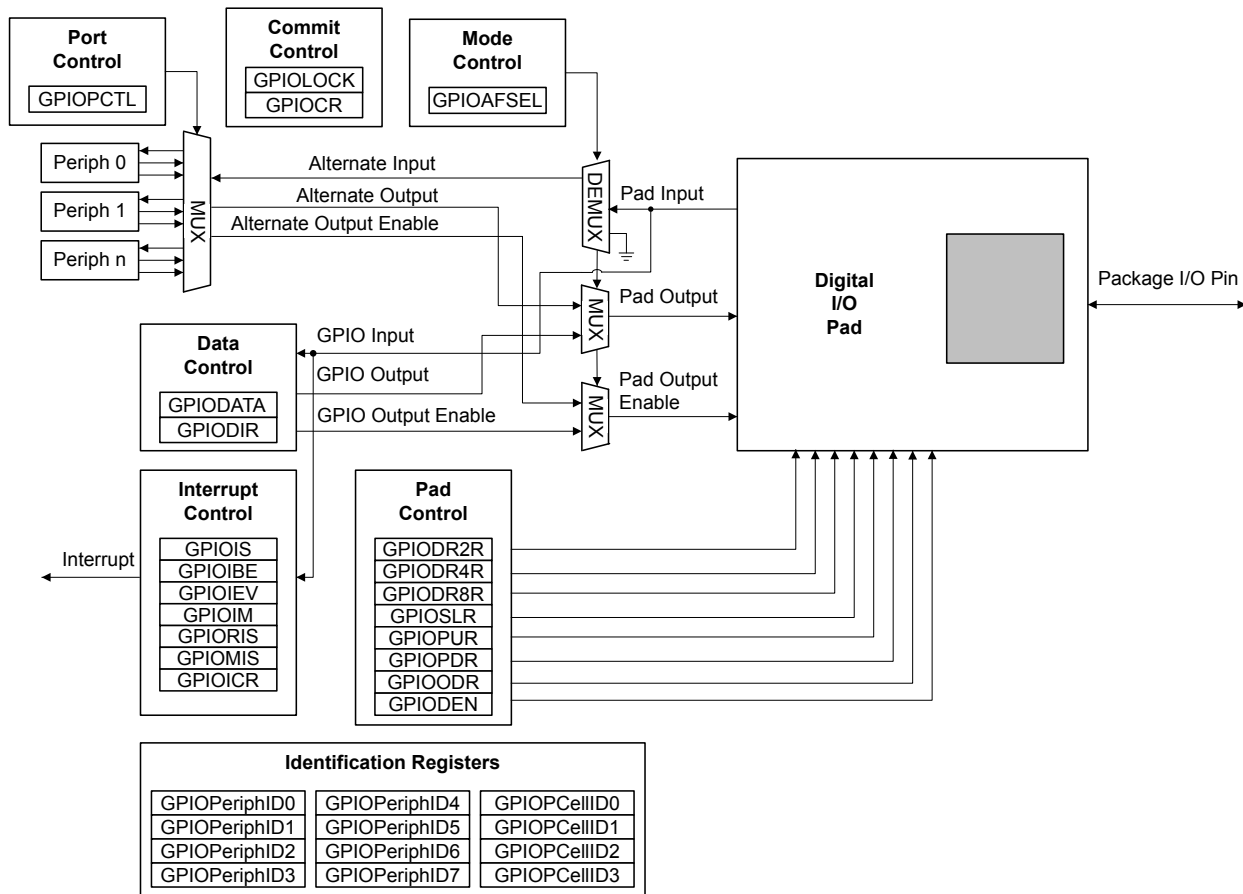 Port
Control
GPIOPCTL
Commit
Control
GPIOLOCK
GPIOCR
Mode
Control
GPIOAFSEL
Periph 0
Periph 1
Periph n
MUX
Alternate Input
Alternate Output
Alternate Output Enable
DEMUX
Pad Input
MUX
Pad Output
MUX
Pad Output
Enable
Digital
I/O
Pad
Package I/O Pin
Data
Control
GPIODATA
GPIODIR
GPIO Input
GPIO Output
GPIO Output Enable
Interrupt
Interrupt
Control
GPIOIS
GPIOIBE
GPIOIEV
GPIOIM
GPIORIS
GPIOMIS
GPIOICR
Pad
Control
GPIODR2R
GPIODR4R
GPIODR8R
GPIOSLR
GPIOPUR
GPIOPDR
GPIOODR
GPIODEN
Identification Registers
GPIOPeriphID0
GPIOPeriphID1
GPIOPeriphID2
GPIOPeriphID3
GPIOPeriphID4
GPIOPeriphID5
GPIOPeriphID6
GPIOPeriphID7
GPIOPCellID0
GPIOPCellID1
GPIOPCellID2
GPIOPCellID3